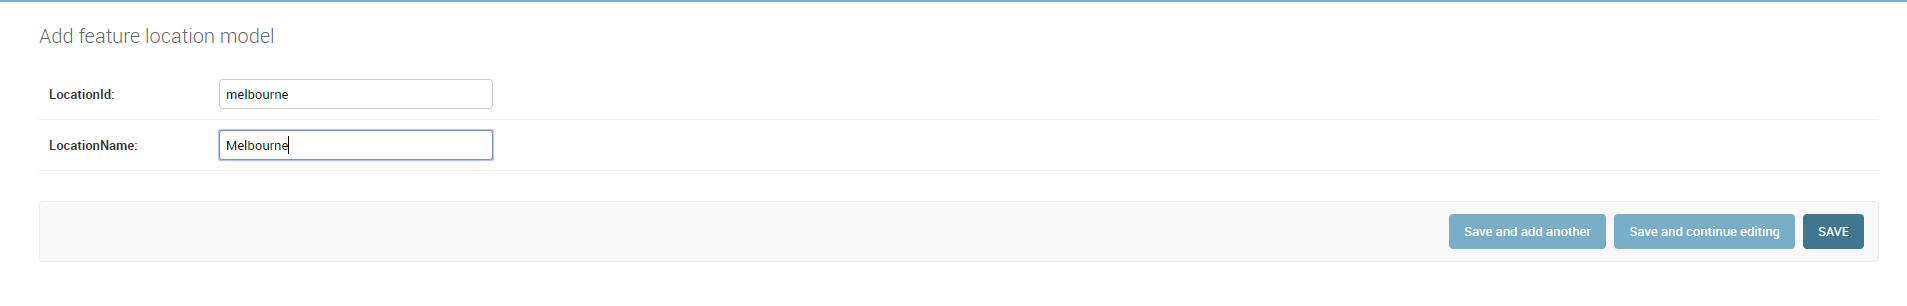 Add feature location model
LocationId: melbourne
LocationName: Melbourne
Save and add another Save and continue editing SAVE